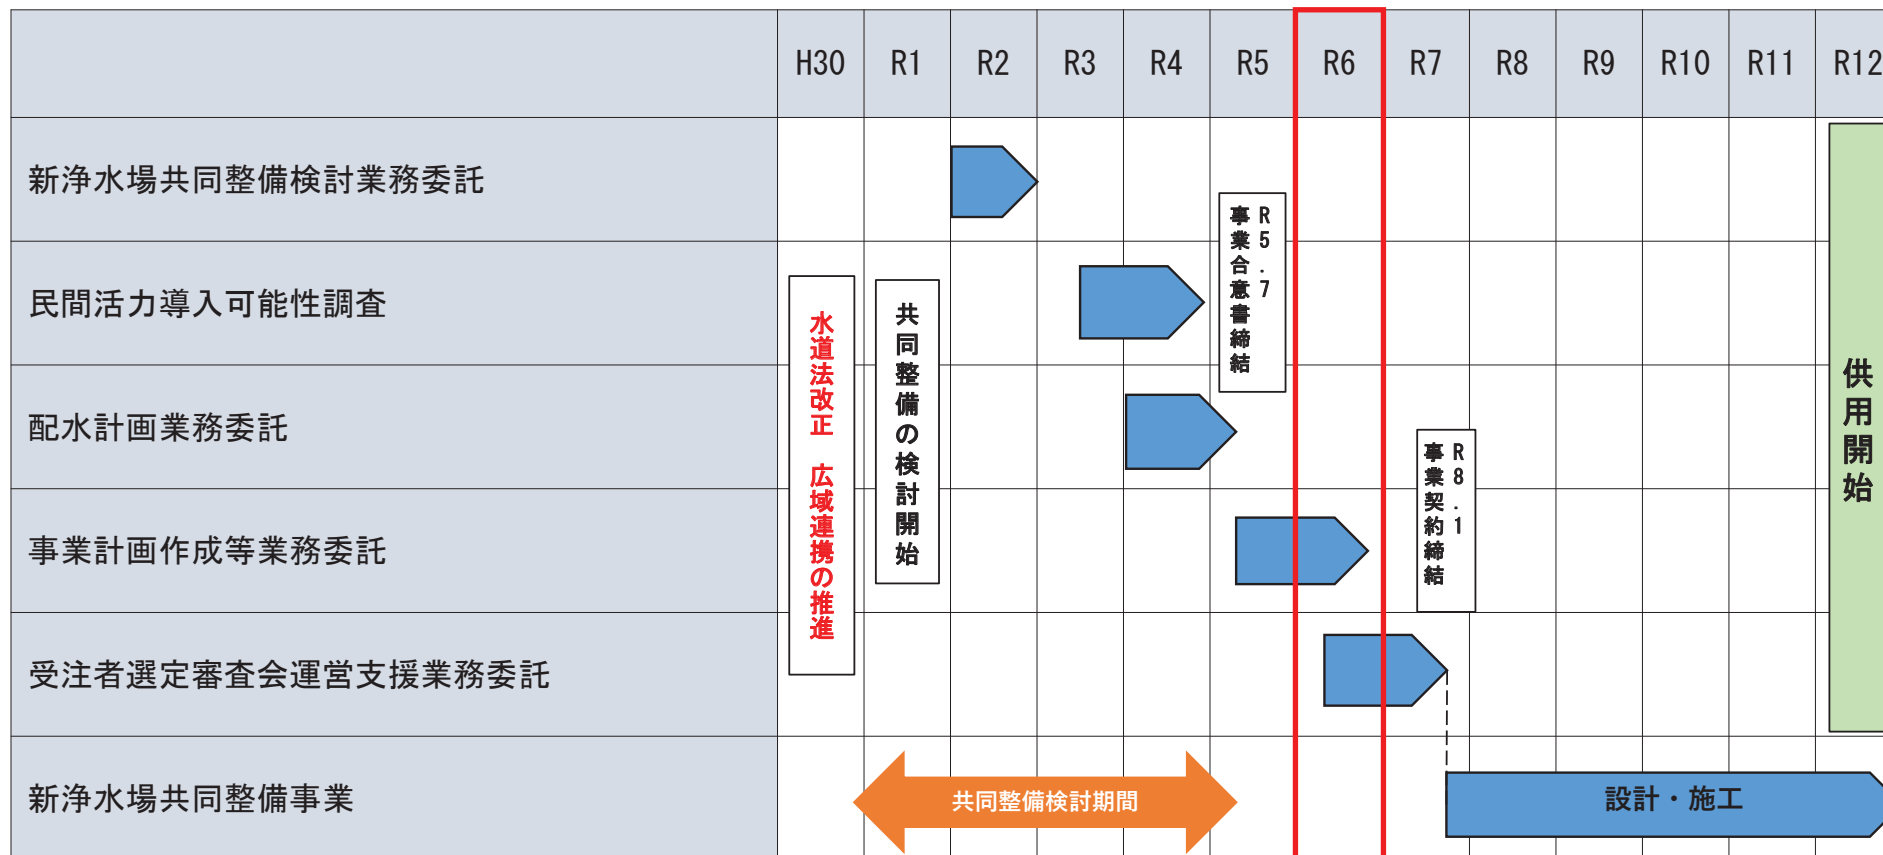 H30 R1 R2 R3 R4 R5 R6 R7 R8 R9 R10 R11 R12
新浄水場共同整備検討業務委託
民間活力導入可能性調査
配水計画業務委託
事業計画作成等業務委託
受注者選定審査会運営支援業務委託
新浄水場共同整備事業
水道法改正　広域連携の推進
共同整備の検討開始
R5.7
事業合意書締結
R8.1
事業契約締結
供用開始
共同整備検討期間
設計・施工